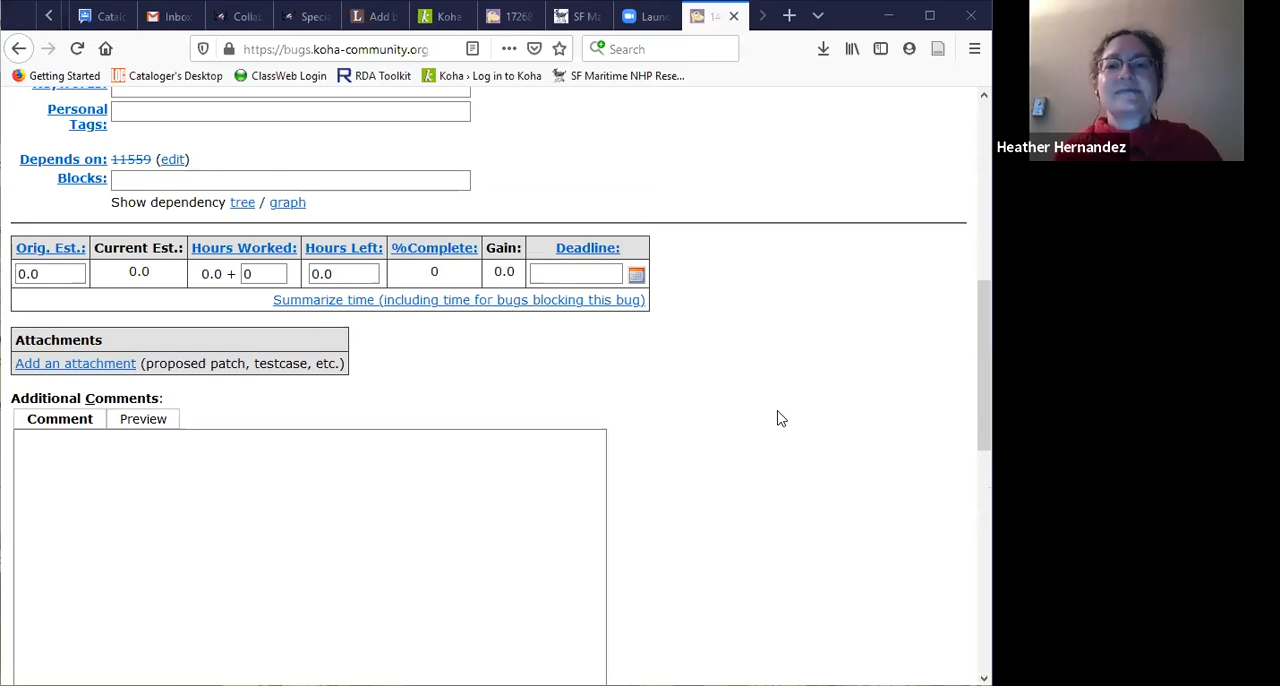 Catalo
Inbox
Collab
Specia
Add b
Koha
17268
SF Ma
Launc
14
https://bugs.koha-community.org
Search
Getting Started
Cataloger's Desktop
ClassWeb Login
RDA Toolkit
Koha › Log in to Koha
SF Maritime NHP Rese...
Personal
Tags:
Depends on: 11559 (edit)
Blocks:
Show dependency tree / graph
Orig. Est.: Current Est.: Hours Worked: Hours Left: %Complete: Gain: Deadline:
0.0 0.0 0.0 + 0 0.0 0 0.0
Summarize time (including time for bugs blocking this bug)
Attachments
Add an attachment (proposed patch, testcase, etc.)
Additional Comments:
Comment Preview
Heather Hernandez